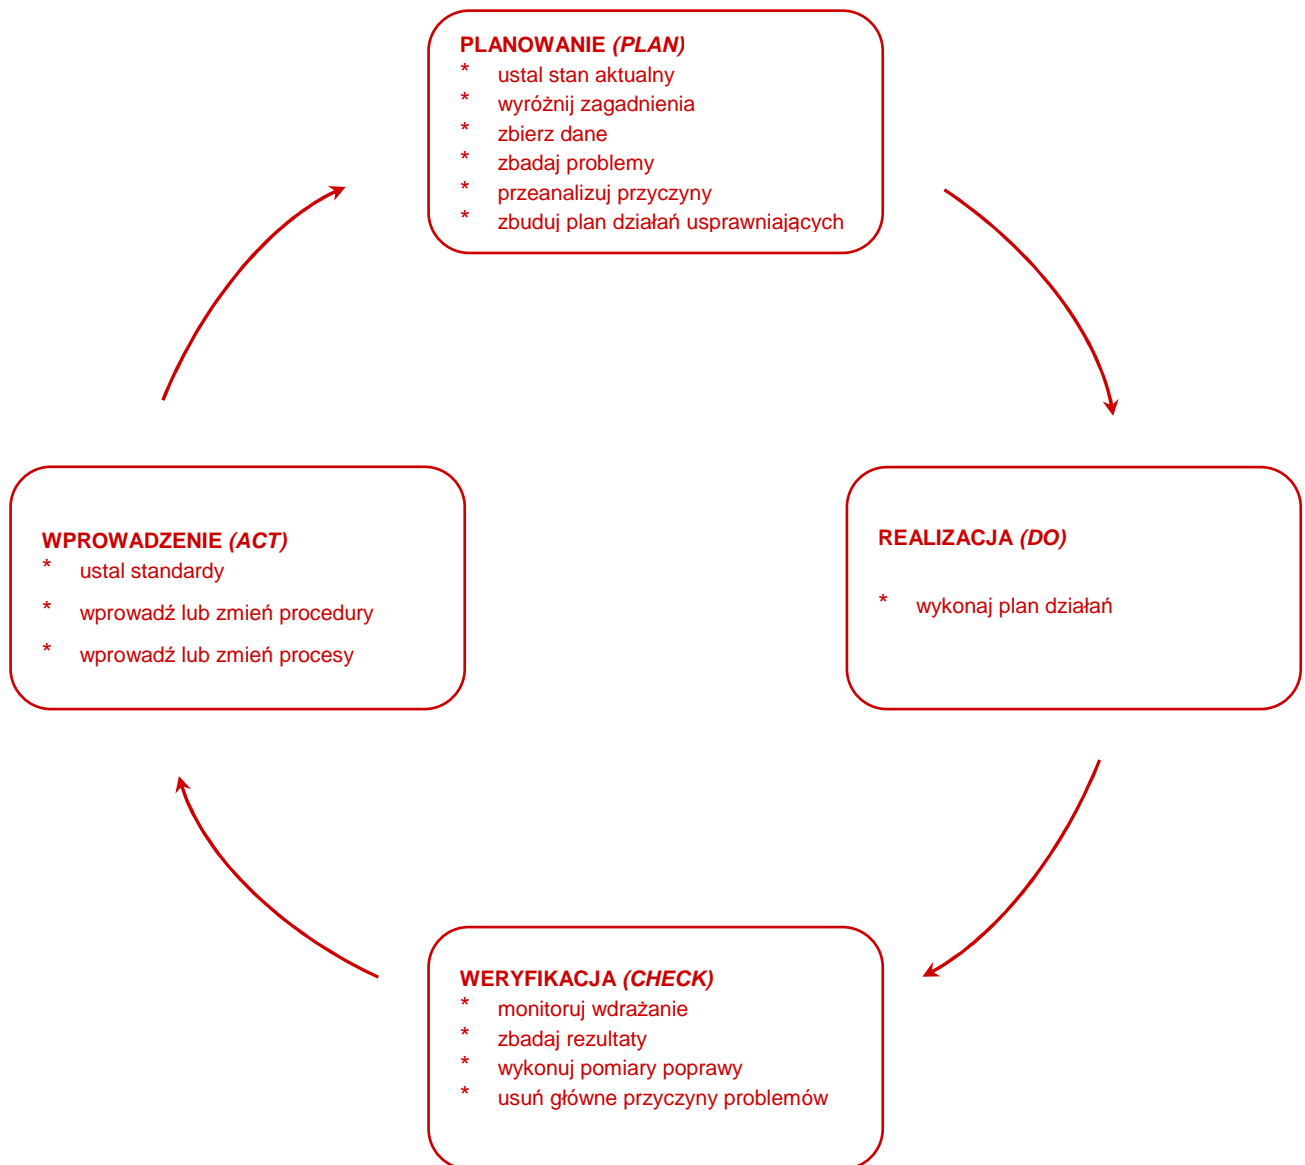 PLANOWANIE (PLAN)
* ustal stan aktualny
* wyróżnij zagadnienia
* zbierz dane
* zbadaj problemy
* przeanalizuj przyczyny
* zbuduj plan działań usprawniających
REALIZACJA (DO)
* wykonaj plan działań
WERYFIKACJA (CHECK)
* monitoruj wdrażanie
* zbadaj rezultaty
* wykonuj pomiary poprawy
* usuń główne przyczyny problemów
WPROWADZENIE (ACT)
* ustal standardy
* wprowadź lub zmień procedury
* wprowadź lub zmień procesy